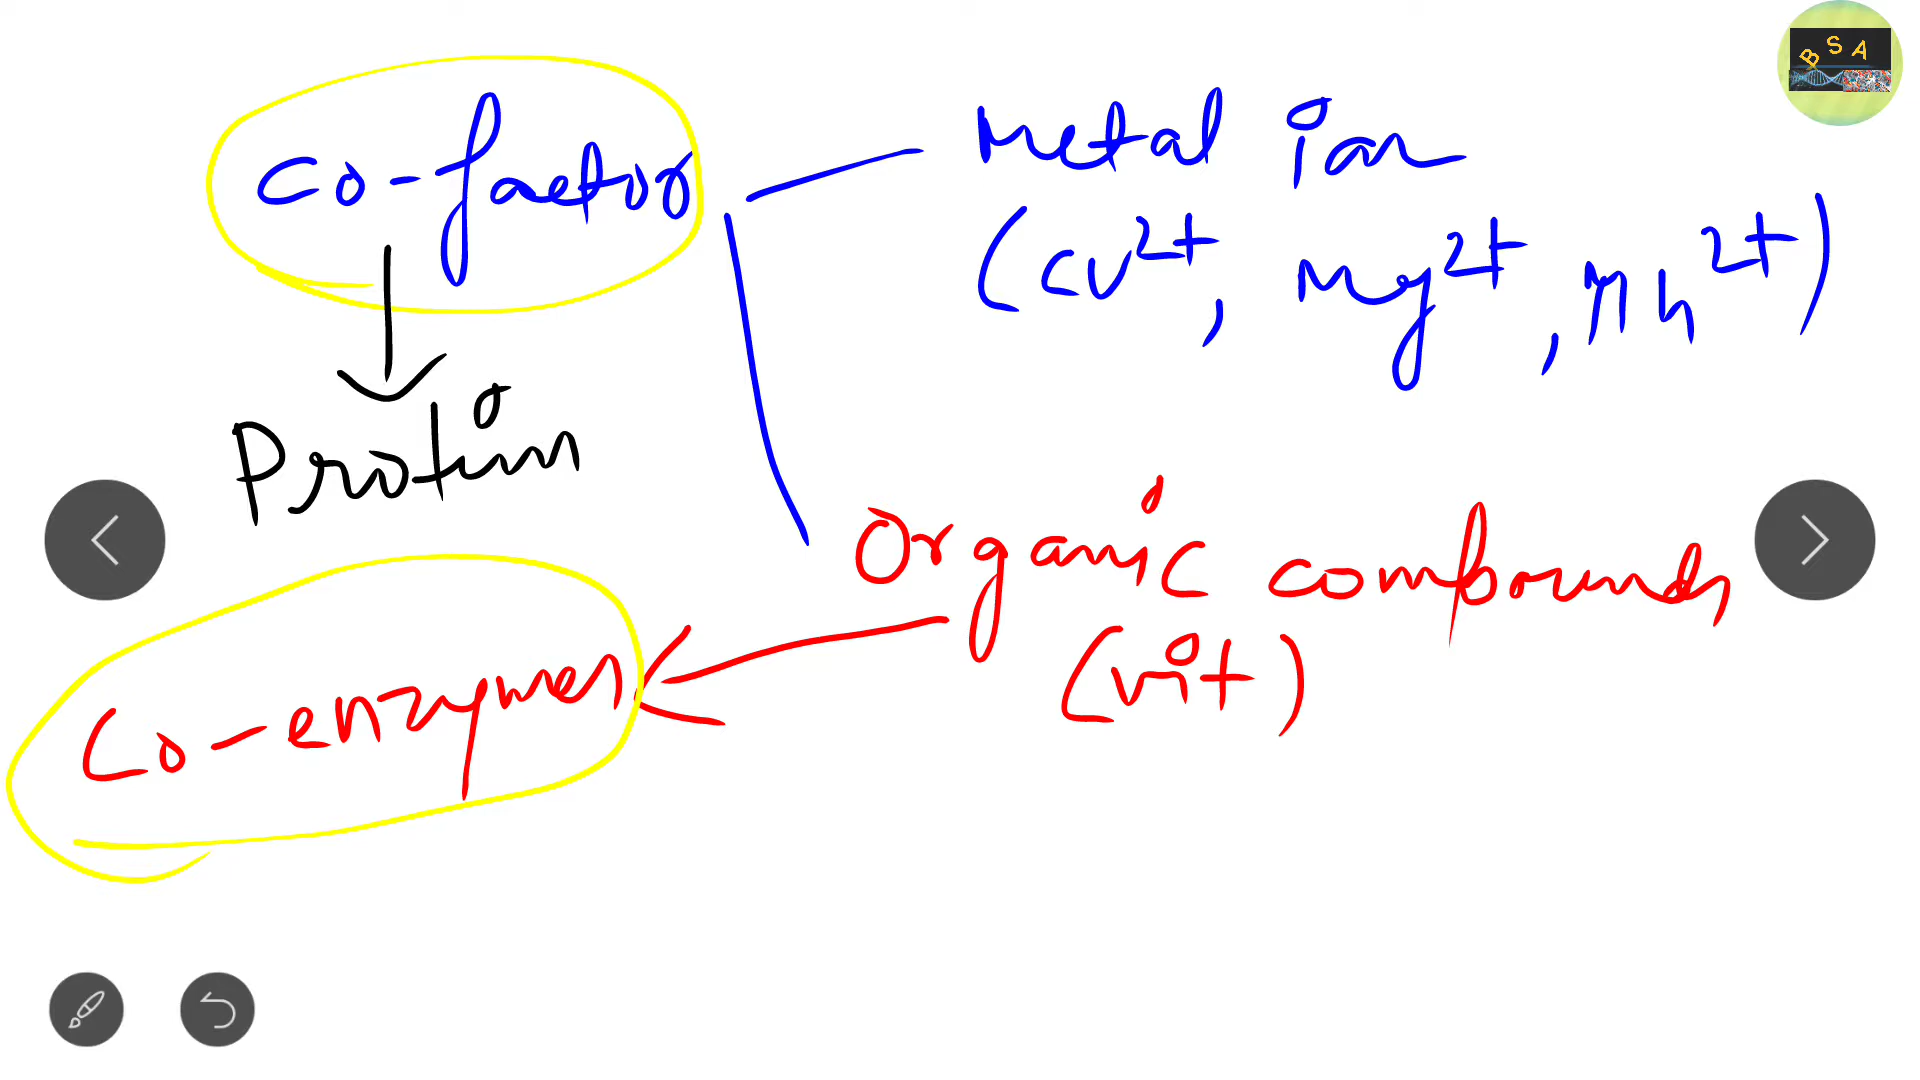 BSA
Co-factor
Metal ion
(Cu²⁺, Mg²⁺, Mn²⁺)
Protein
Organic compounds
(vit)
Co-enzymes